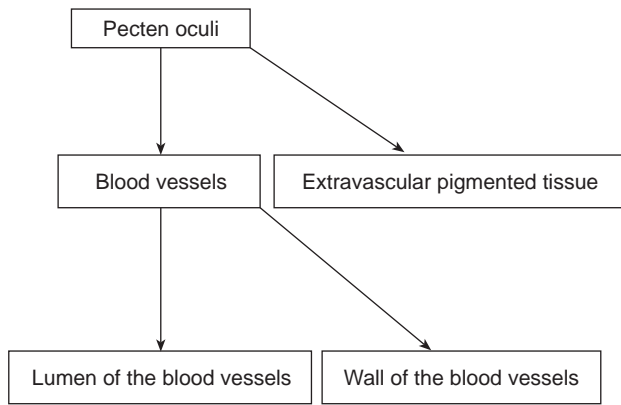 Pecten oculi
Blood vessels
Extravascular pigmented tissue
Lumen of the blood vessels
Wall of the blood vessels